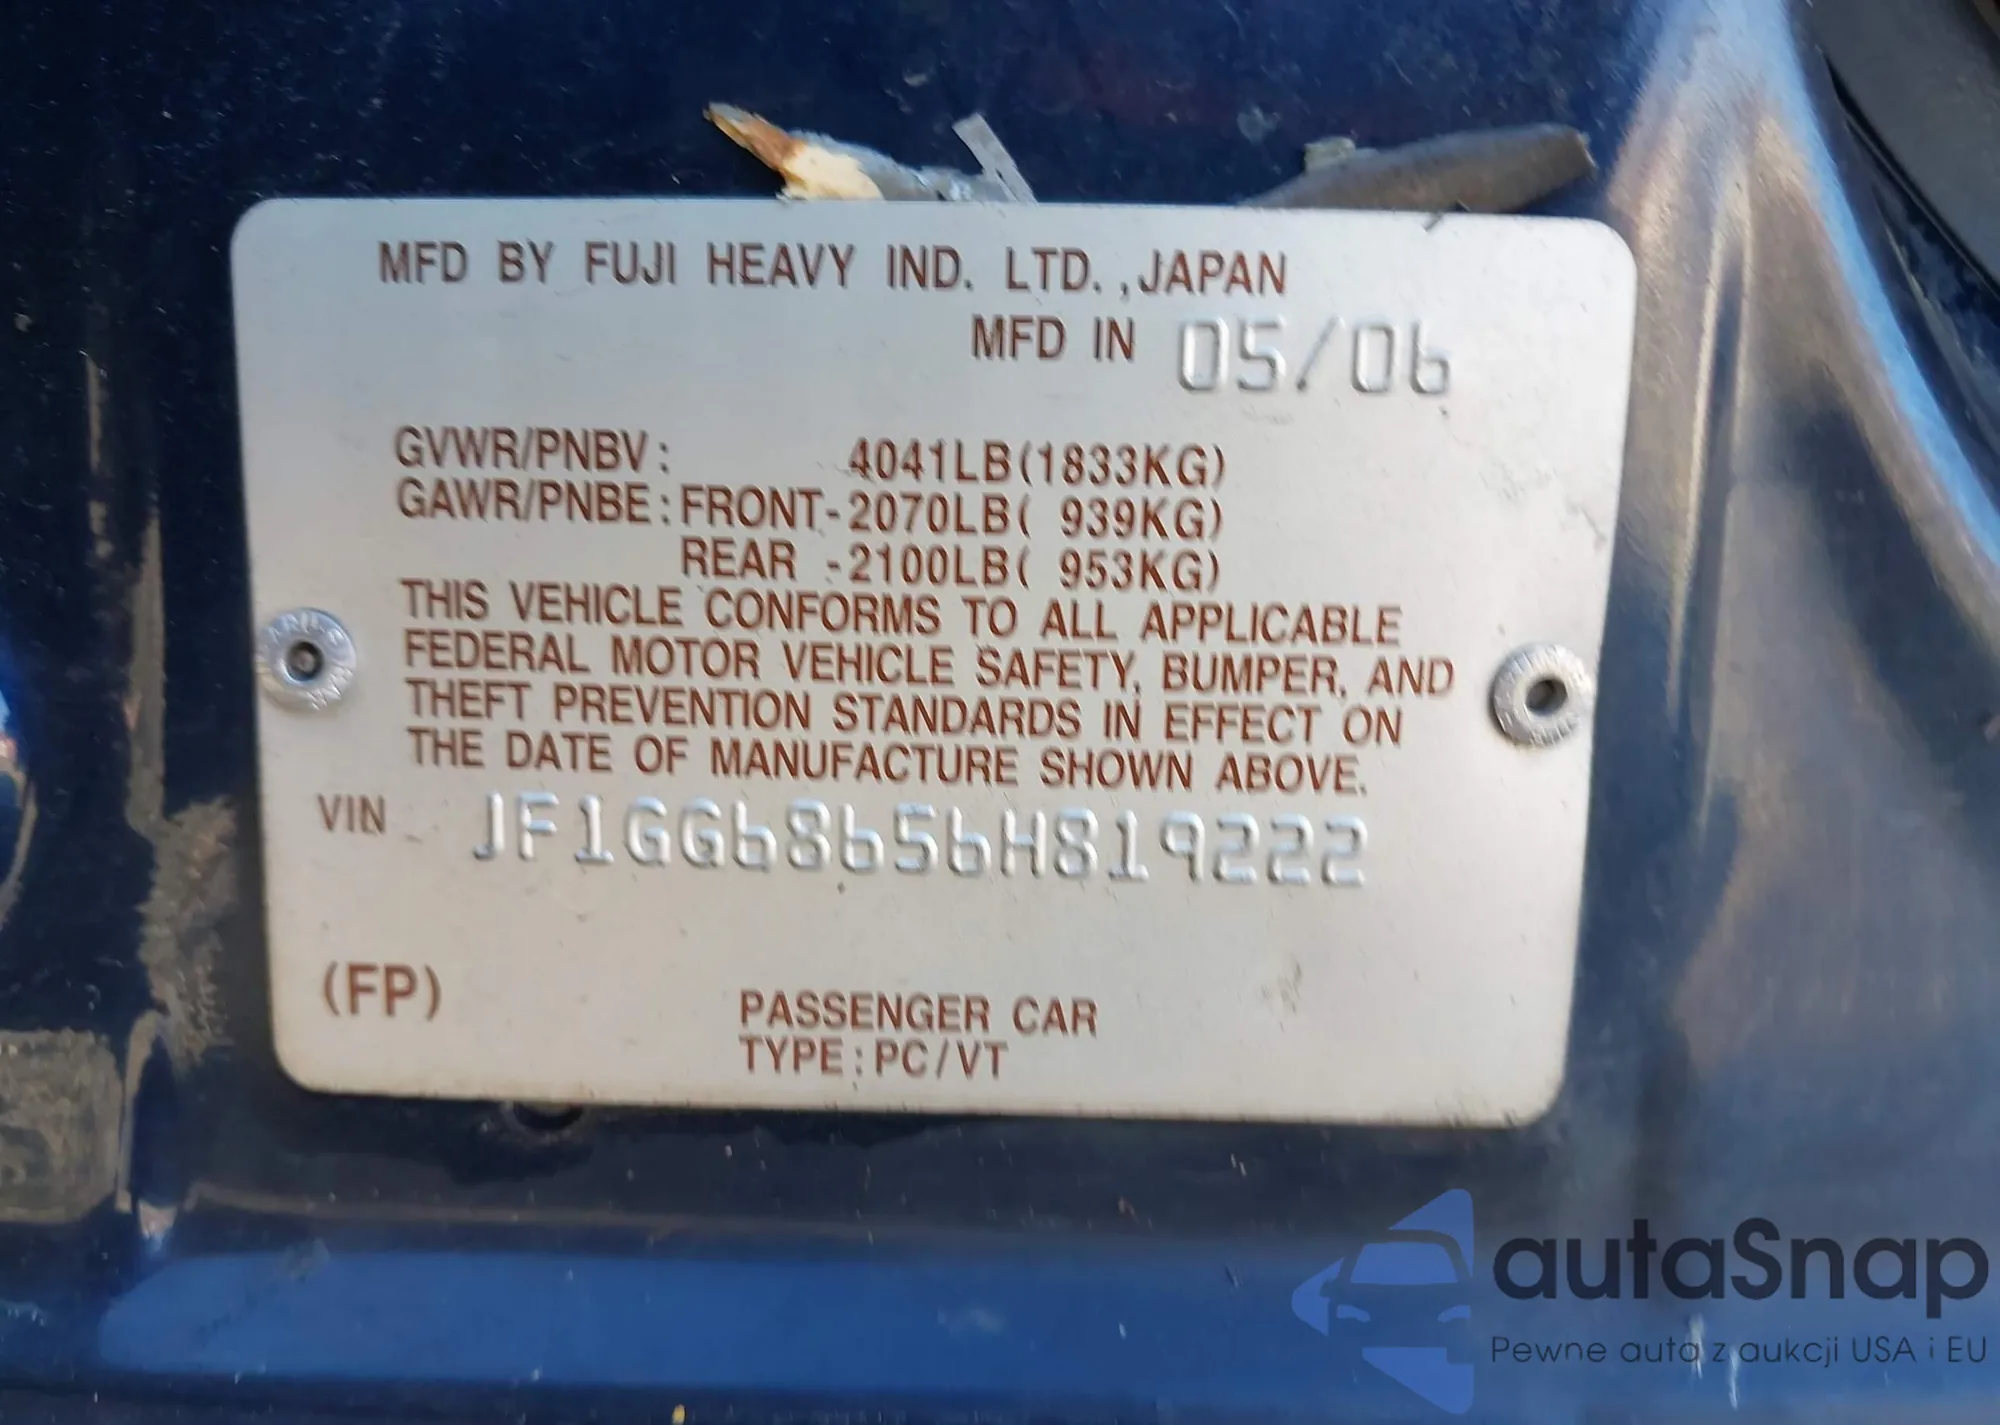 MFD BY FUJI HEAVY IND. LTD.,JAPAN
MFD IN 05/06
GVWR/PNBV: 4041LB(1833KG)
GAWR/PNBE: FRONT-2070LB( 939KG)
REAR -2100LB( 953KG)
THIS VEHICLE CONFORMS TO ALL APPLICABLE
FEDERAL MOTOR VEHICLE SAFETY, BUMPER, AND
THEFT PREVENTION STANDARDS IN EFFECT ON
THE DATE OF MANUFACTURE SHOWN ABOVE.
VIN JF1GG68656H819222
(FP)
PASSENGER CAR
TYPE:PC/VT
autaSnap
Pewne auta z aukcji USA i EU